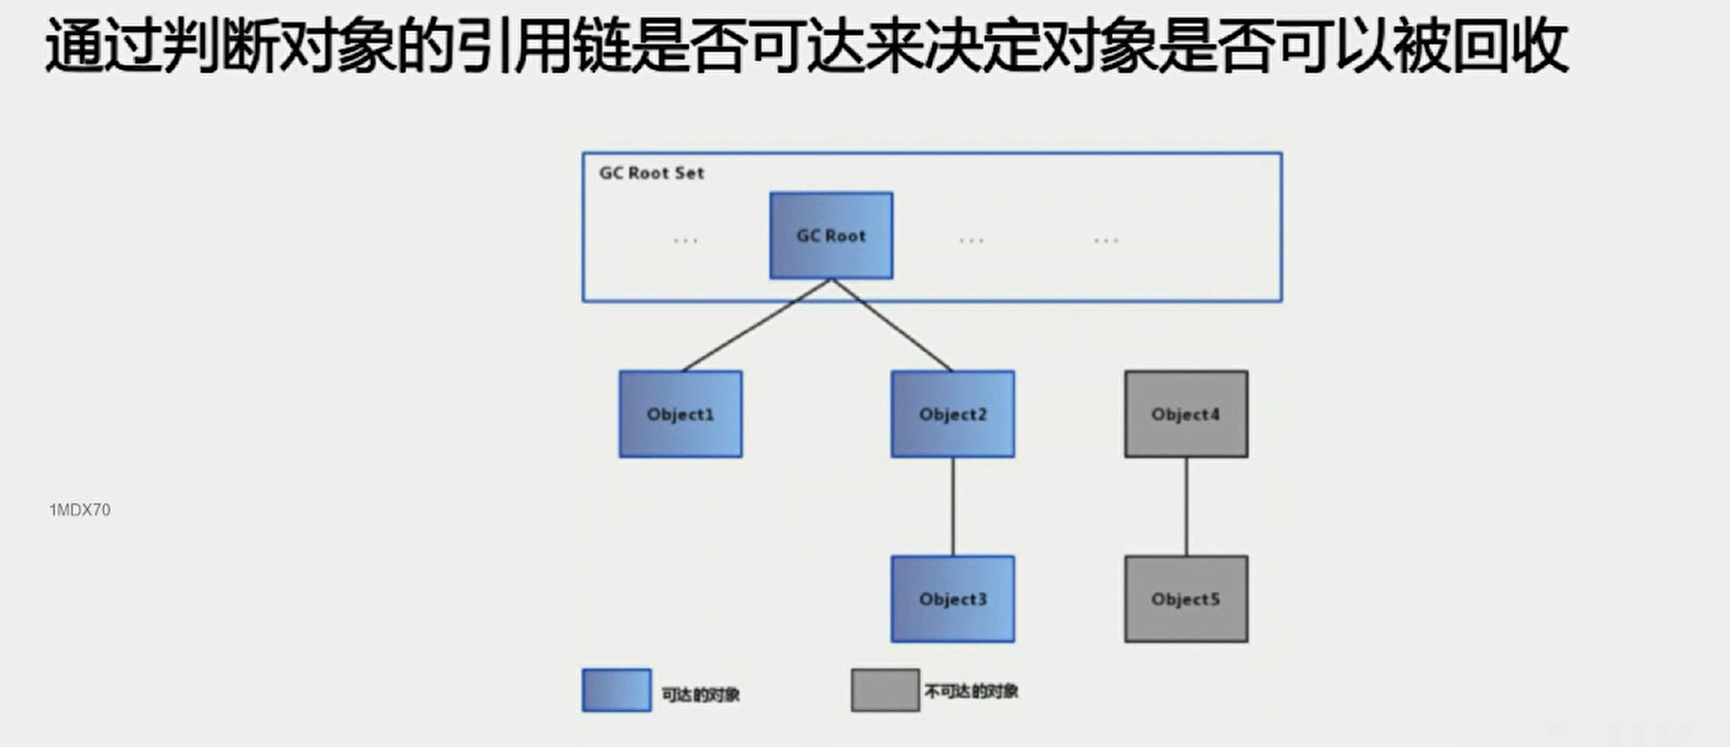 通过判断对象的引用链是否可达来决定对象是否可以被回收
GC Root Set
... GC Root ... ...
Object1 Object2 Object4
1MDX70
Object3 Object5
可达的对象 不可达的对象